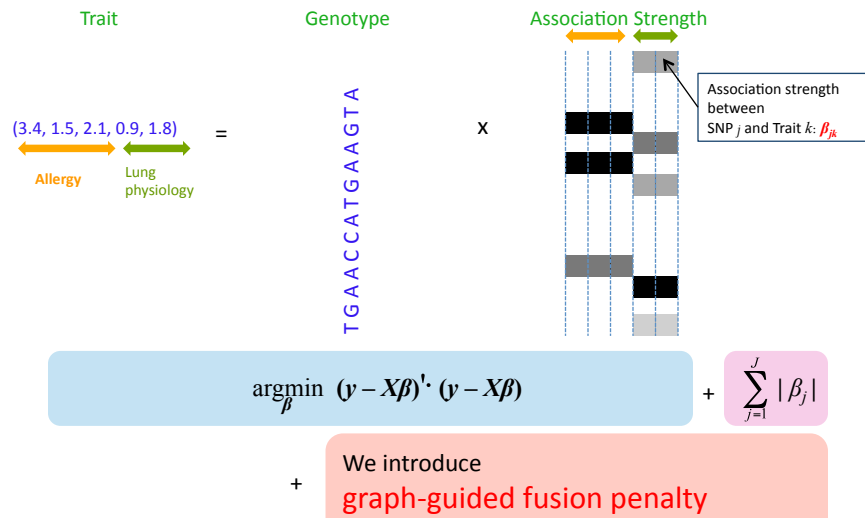 Trait
Genotype
Association Strength
(3.4, 1.5, 2.1, 0.9, 1.8)
=
TGAACCATGAAGTA
x
Association strength
between
SNP j and Trait k: βjk
Allergy
Lung
physiology
argmin (y – Xβ)'· (y – Xβ)
β
+
J
∑ | βj |
j=1
+
We introduce
graph-guided fusion penalty